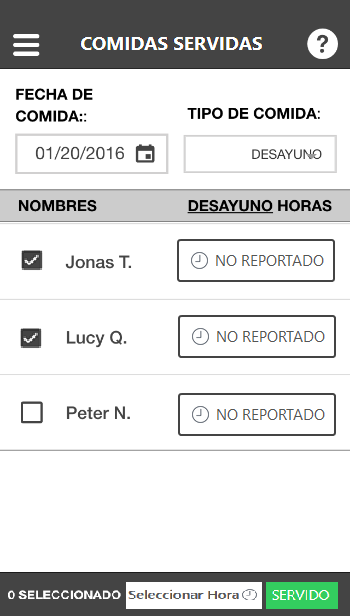 COMIDAS SERVIDAS ?
FECHA DE
COMIDA::
TIPO DE COMIDA:
01/20/2016
DESAYUNO
NOMBRES
DESAYUNO HORAS
Jonas T.
NO REPORTADO
Lucy Q.
NO REPORTADO
Peter N.
NO REPORTADO
0 SELECCIONADO
Seleccionar Hora
SERVIDO